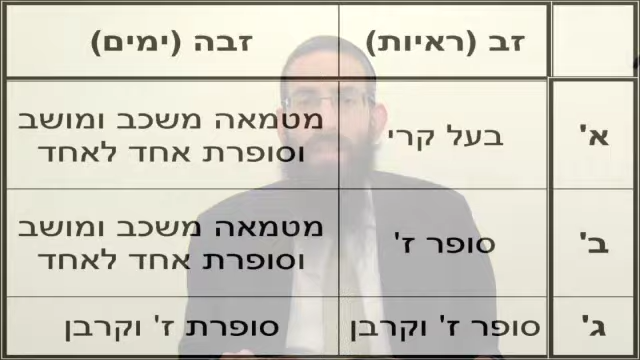 זב (ראיות) זבה (ימים)
א' בעל קרי מטמאה משכב ומושב
וסופרת אחד לאחד
ב' סופר ז' מטמאה משכב ומושב
וסופרת אחד לאחד
ג' סופר ז' וקרבן סופרת ז' וקרבן